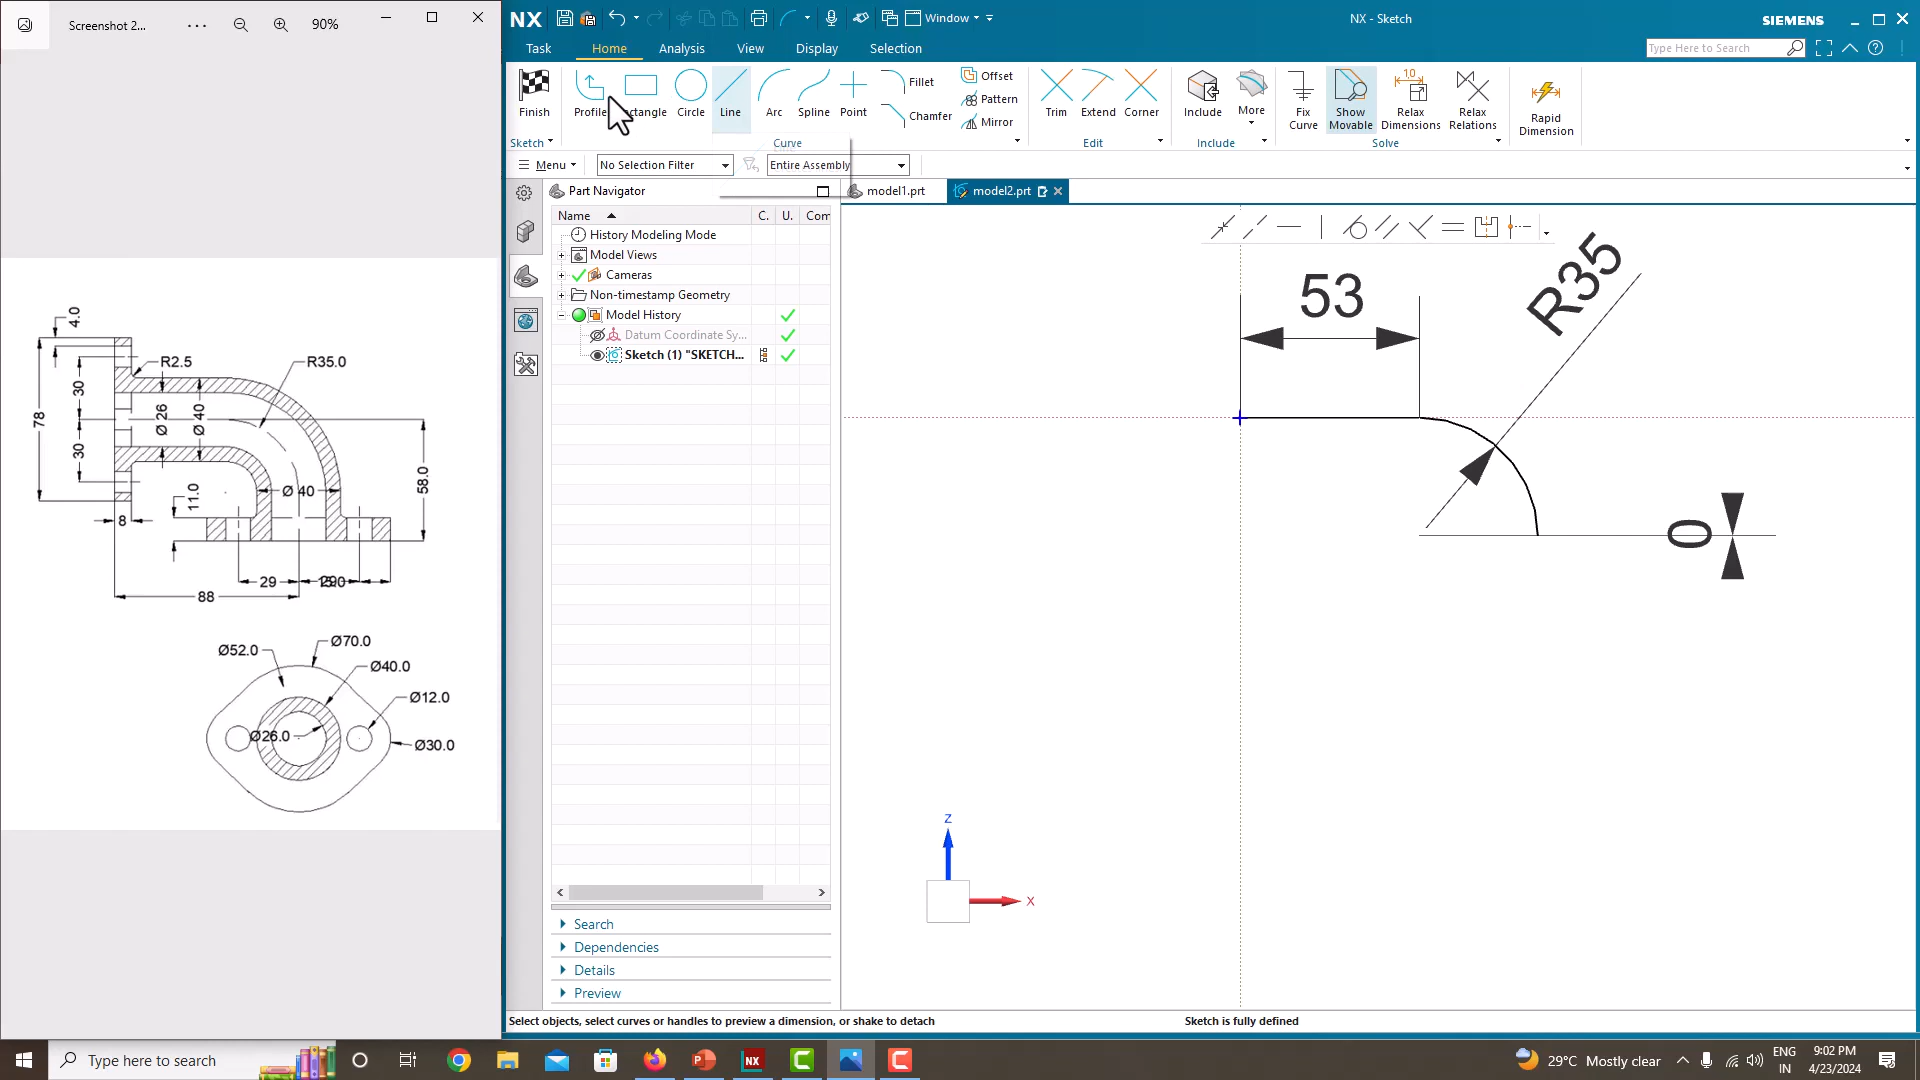 Screenshot 2...
90%
NX
Window
NX - Sketch
SIEMENS
Task
Home
Analysis
View
Display
Selection
Type Here to Search
Finish
Profile
Circle
Line
Arc
Spline
Point
Fillet
Chamfer
Offset
Pattern
Mirror
Trim
Extend
Corner
Include
More
Fix Curve
Show Movable
Relax Dimensions
Relax Relations
Rapid Dimension
Sketch
Curve
Edit
Include
Solve
Menu
No Selection Filter
Entire Assembly
Part Navigator
model1.prt
model2.prt
Name
C.
U.
Com
History Modeling Mode
Model Views
Cameras
Non-timestamp Geometry
Model History
Datum Coordinate Sy...
Sketch (1) "SKETCH...
Search
Dependencies
Details
Preview
4.0
R2.5
R35.0
30
78
Ø 26
Ø 40
30
58.0
11.0
Ø 40
8
29
88
Ø52.0
Ø70.0
Ø40.0
Ø12.0
Ø26.0
Ø30.0
53
R35
0
Z
X
Select objects, select curves or handles to preview a dimension, or shake to detach
Sketch is fully defined
Type here to search
NX
29°C Mostly clear
ENG
IN
9:02 PM
4/23/2024